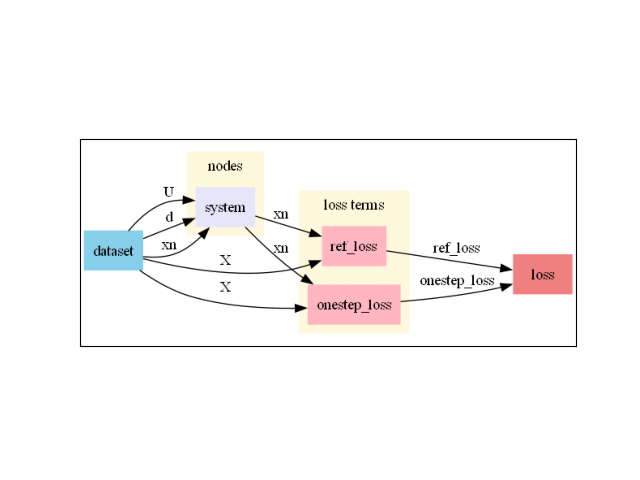 nodes
U
system
d
xn
dataset
xn
xn
X
X
loss terms
ref_loss
onestep_loss
ref_loss
onestep_loss
loss